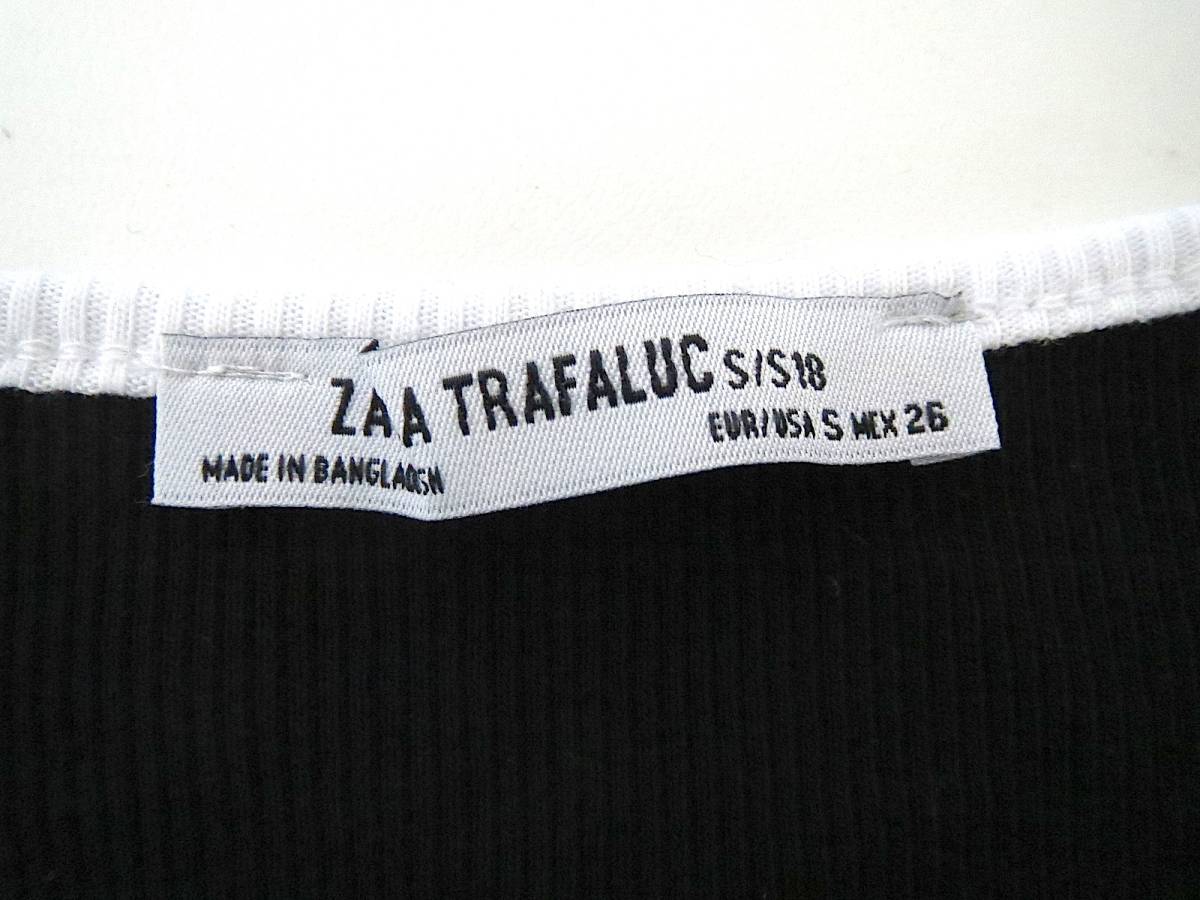 ZAA TRAFALUC S/S18
EUR/USA S MEX 26
MADE IN BANGLADSH